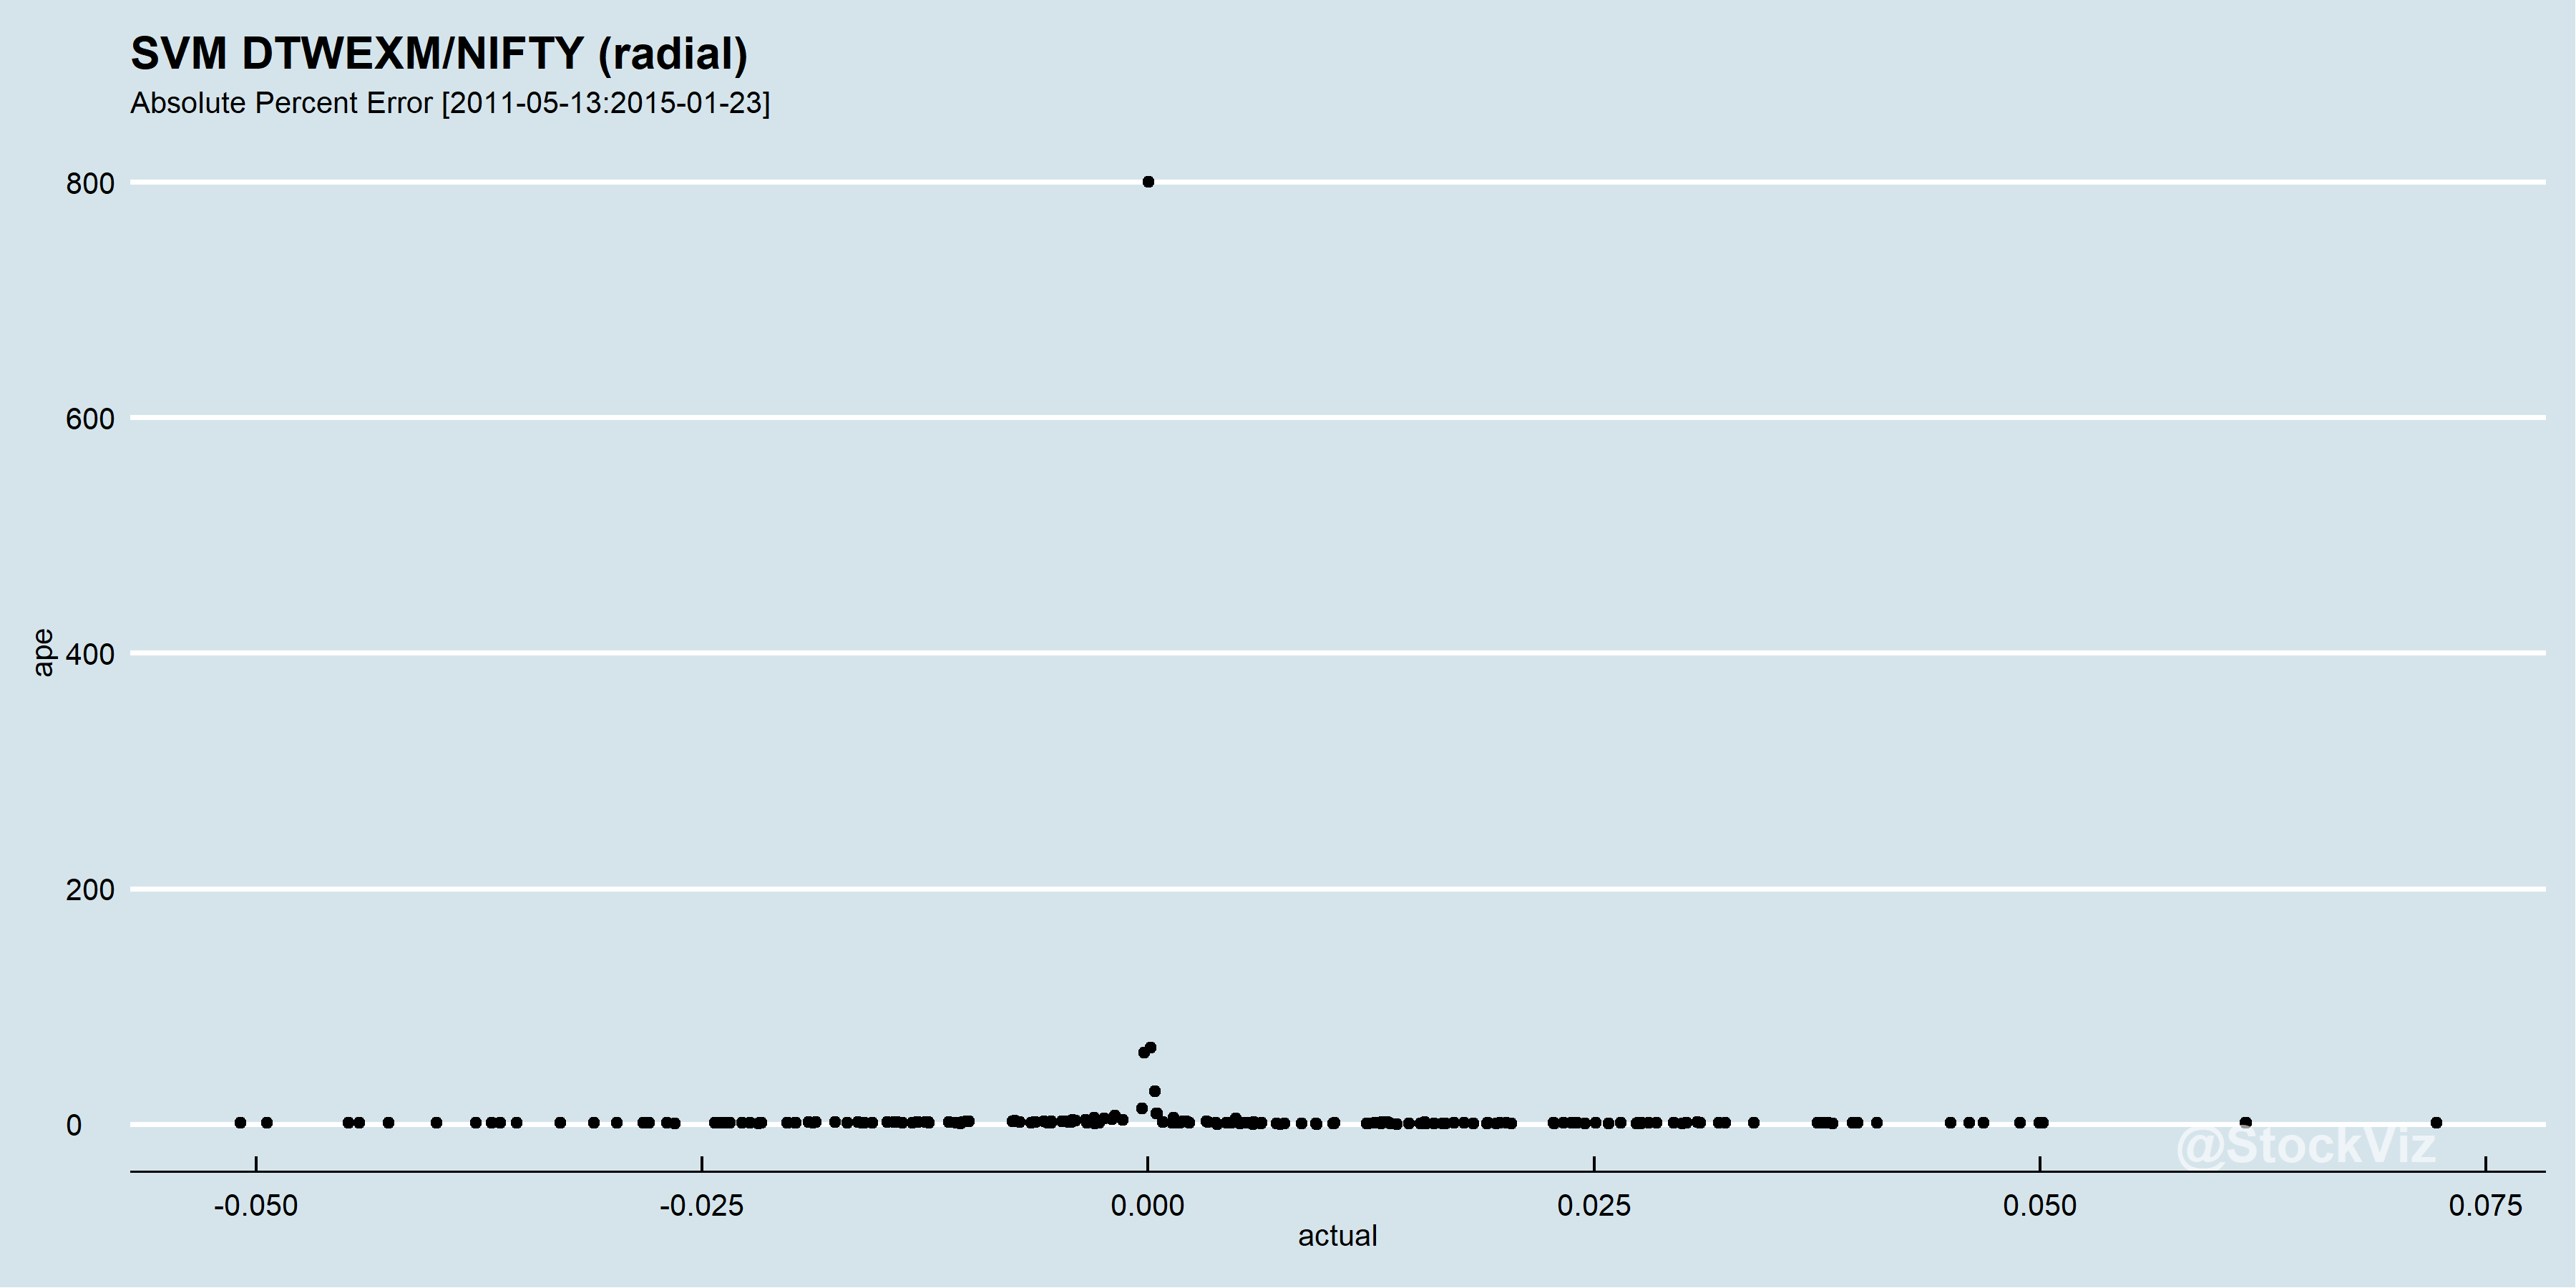 SVM DTWEXM/NIFTY (radial)
Absolute Percent Error [2011-05-13:2015-01-23]
800
600
400
200
0
ape
-0.050 -0.025 0.000 0.025 0.050 0.075
actual
@StockViz